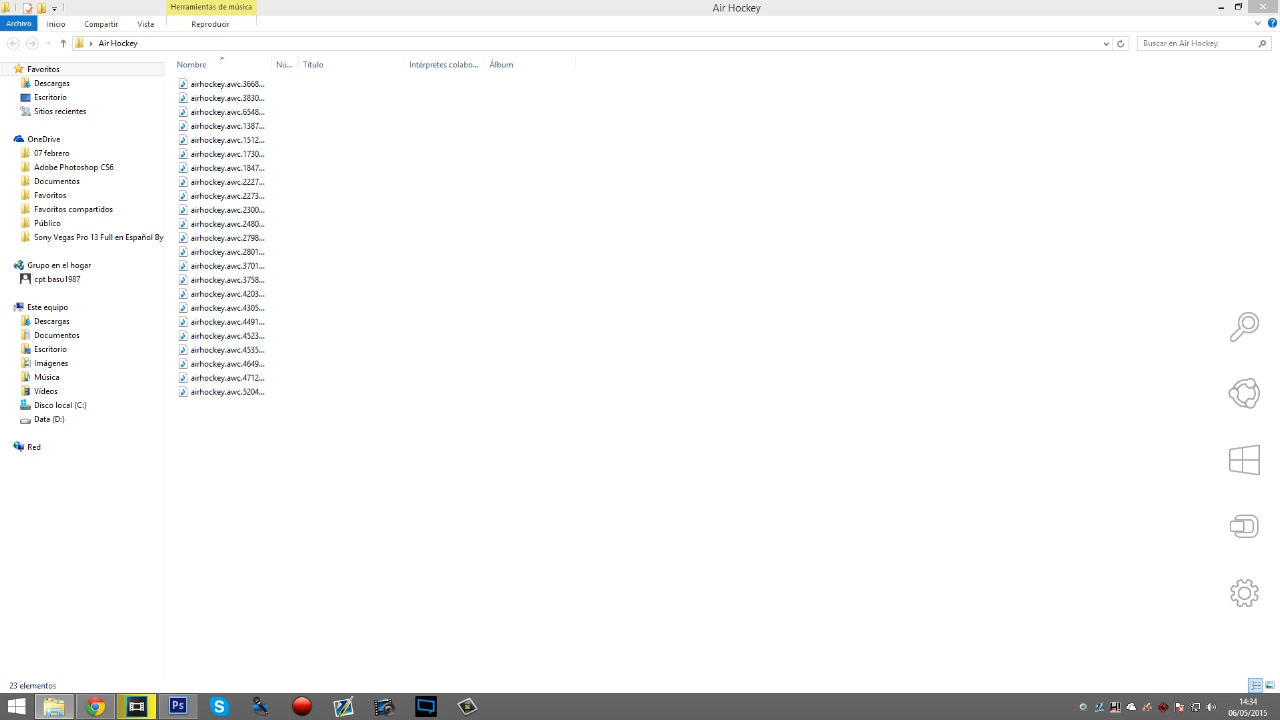 Herramientas de música
Air Hockey
Archivo
Inicio
Compartir
Vista
Reproducir
Air Hockey
Buscar en Air Hockey
Nombre
Nú...
Título
Intérpretes colabo...
Álbum
Favoritos
Descargas
Escritorio
Sitios recientes
OneDrive
07 febrero
Adobe Photoshop CS6
Documentos
Favoritos
Favoritos compartidos
Público
Sony Vegas Pro 13 Full en Español By
Grupo en el hogar
cpt basu1987
Este equipo
Descargas
Documentos
Escritorio
Imágenes
Música
Vídeos
Disco local (C:)
Data (D:)
Red
airhockey.awc.3668...
airhockey.awc.3830...
airhockey.awc.6548...
airhockey.awc.1387...
airhockey.awc.1512...
airhockey.awc.1730...
airhockey.awc.1847...
airhockey.awc.2227...
airhockey.awc.2273...
airhockey.awc.2300...
airhockey.awc.2480...
airhockey.awc.2798...
airhockey.awc.2801...
airhockey.awc.3701...
airhockey.awc.3758...
airhockey.awc.4203...
airhockey.awc.4305...
airhockey.awc.4491...
airhockey.awc.4523...
airhockey.awc.4535...
airhockey.awc.4649...
airhockey.awc.4712...
airhockey.awc.5204...
23 elementos
Ps
14:34
06/05/2015